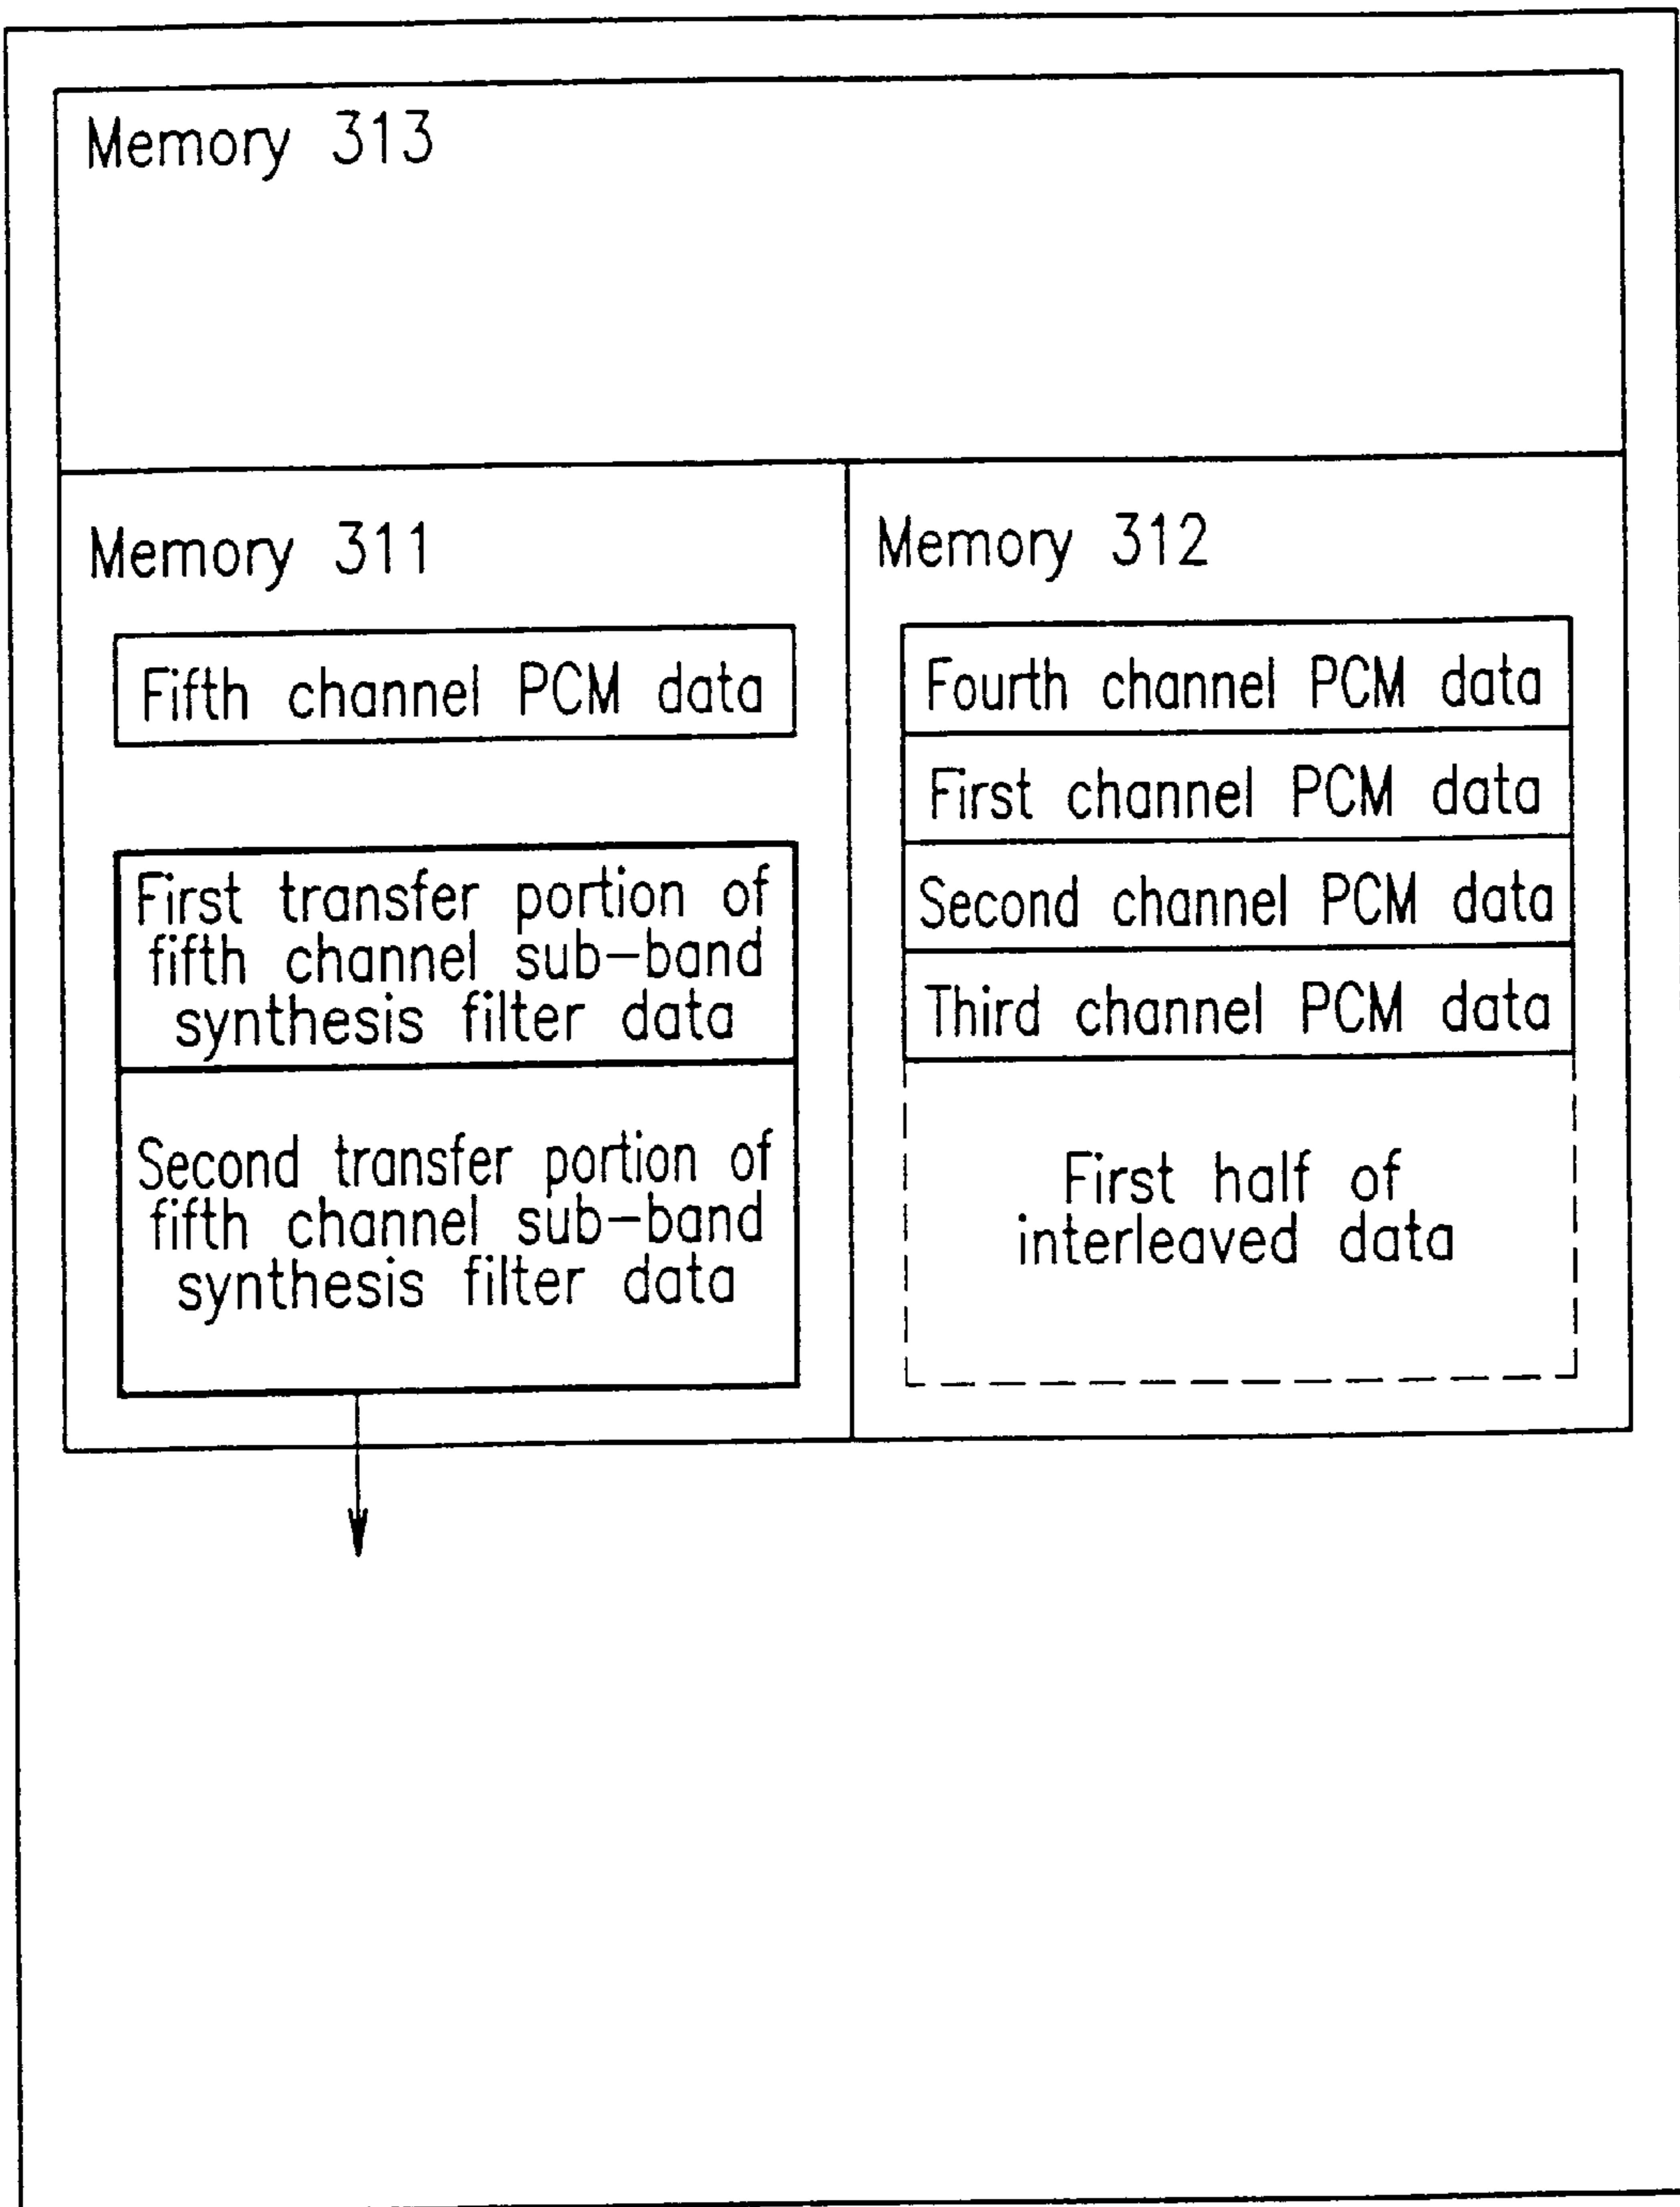 Memory 313
Memory 311
Fifth channel PCM data
First transfer portion of
fifth channel sub-band
synthesis filter data
Second transfer portion of
fifth channel sub-band
synthesis filter data
Memory 312
Fourth channel PCM data
First channel PCM data
Second channel PCM data
Third channel PCM data
First half of
interleaved data